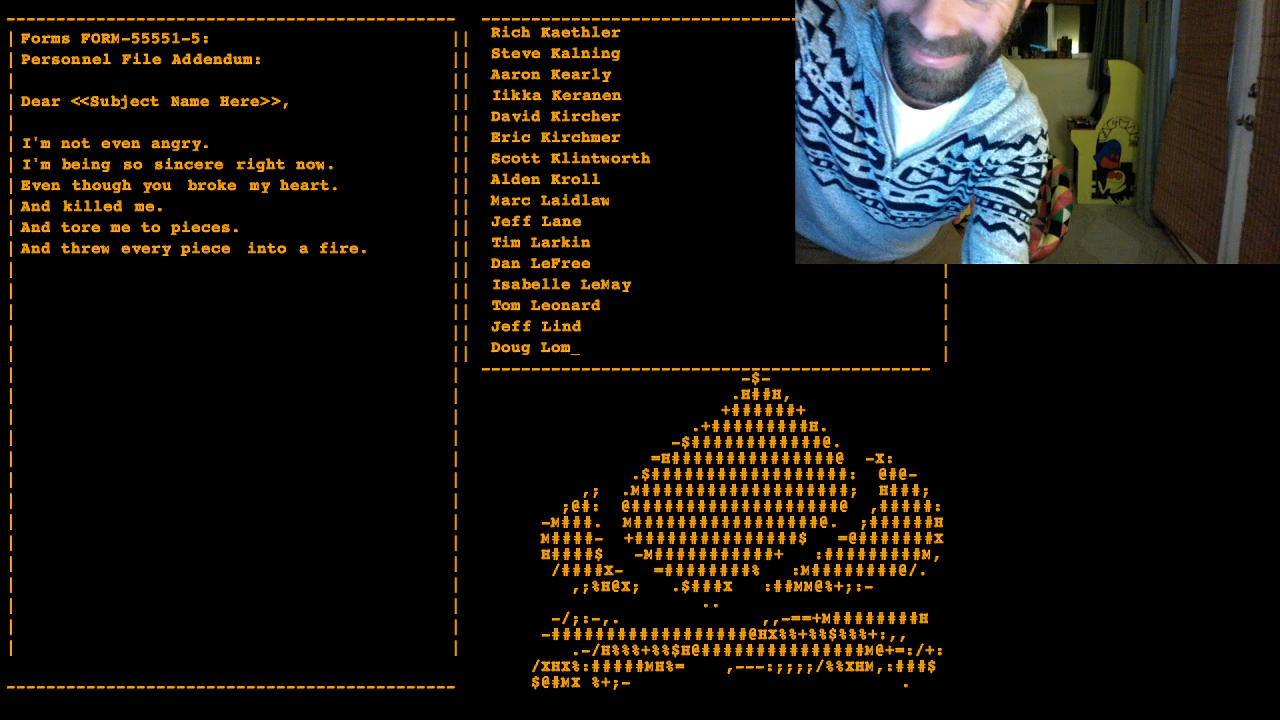 Forms FORM-55551-5:
Personnel File Addendum:
Dear <<Subject Name Here>>,
I'm not even angry.
I'm being so sincere right now.
Even though you broke my heart.
And killed me.
And tore me to pieces.
And threw every piece into a fire.
Rich Kaethler
Steve Kalning
Aaron Kearly
Iikka Keranen
David Kircher
Eric Kirchmer
Scott Klintworth
Alden Kroll
Marc Laidlaw
Jeff Lane
Tim Larkin
Dan LeFree
Isabelle LeMay
Tom Leonard
Jeff Lind
Doug Lom_